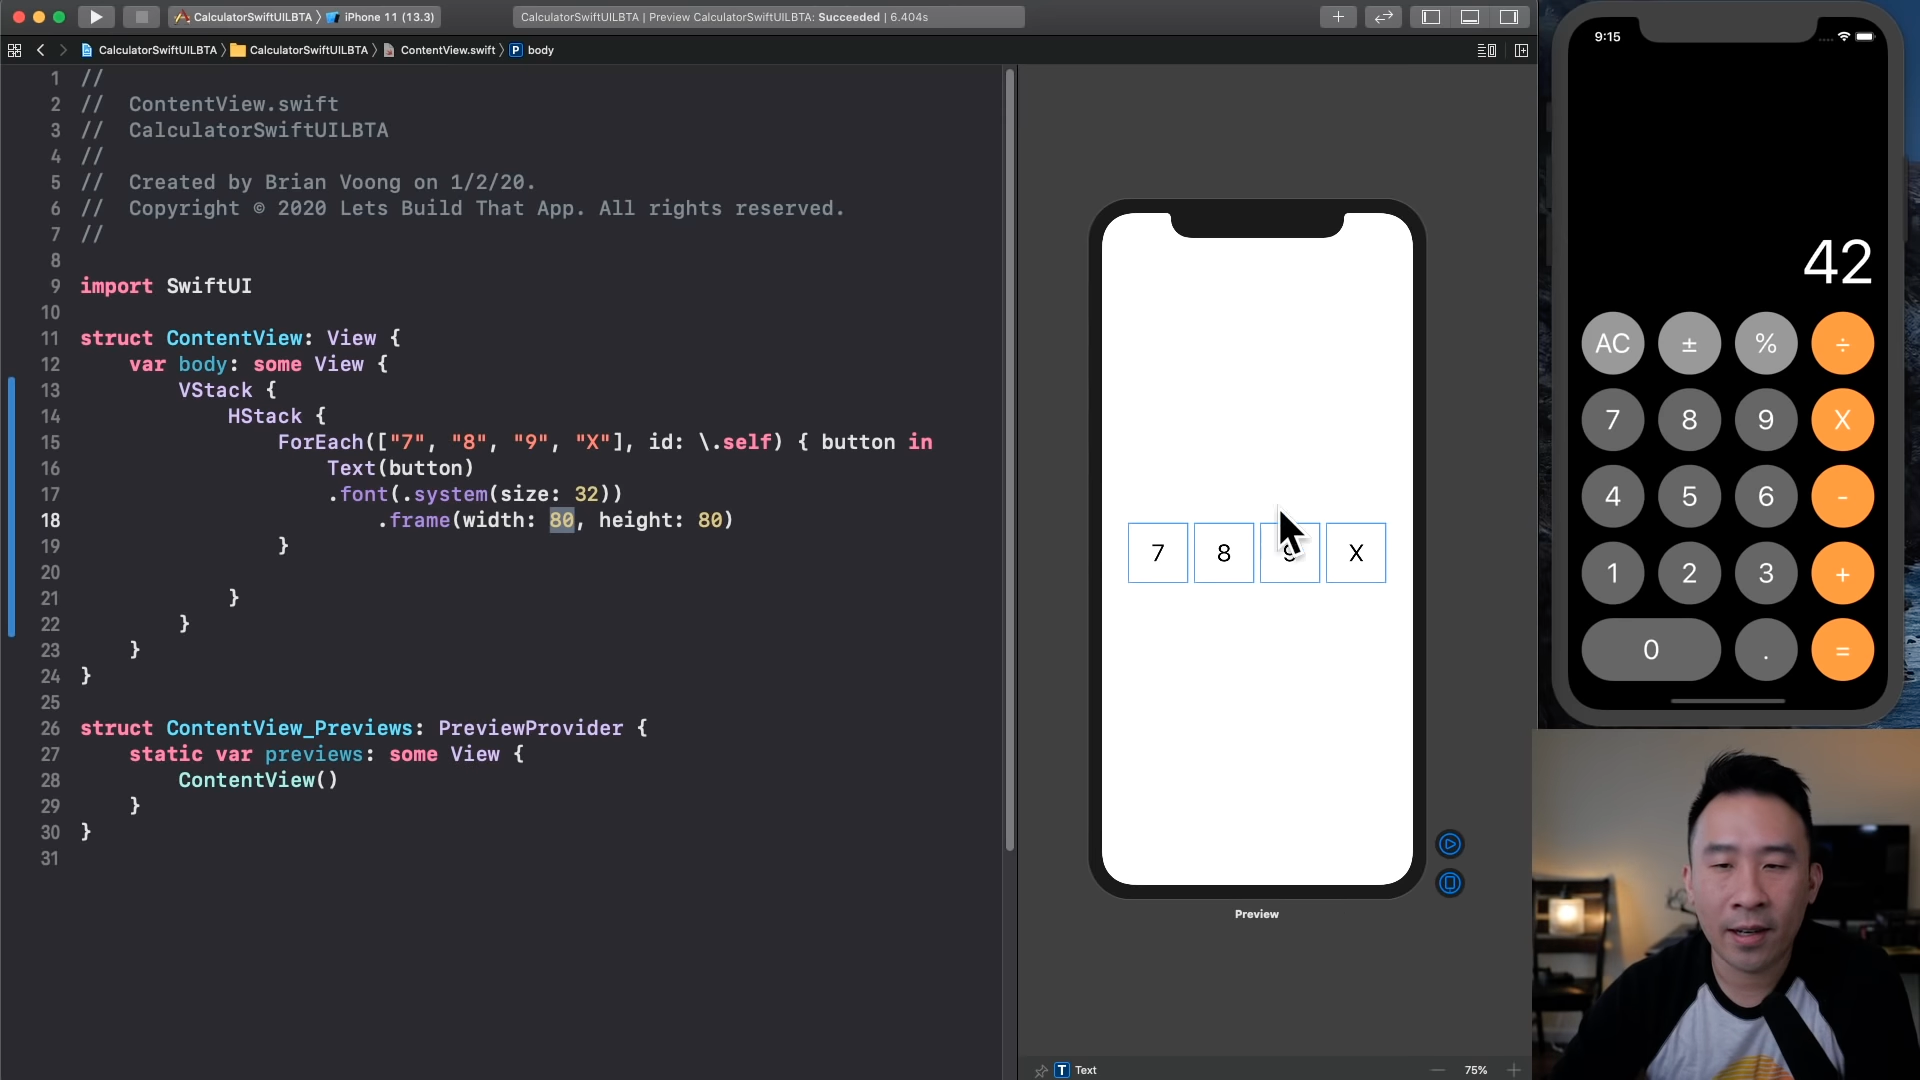 CalculatorSwiftUILBTA 〉 iPhone 11 (13.3)
CalculatorSwiftUILBTA | Preview CalculatorSwiftUILBTA: Succeeded | 6.404s
CalculatorSwiftUILBTA 〉 CalculatorSwiftUILBTA 〉 ContentView.swift 〉 P body
1 //
2 //  ContentView.swift
3 //  CalculatorSwiftUILBTA
4 //
5 //  Created by Brian Voong on 1/2/20.
6 //  Copyright © 2020 Lets Build That App. All rights reserved.
7 //
8
9 import SwiftUI
10
11 struct ContentView: View {
12     var body: some View {
13         VStack {
14             HStack {
15                 ForEach(["7", "8", "9", "X"], id: \.self) { button in
16                     Text(button)
17                     .font(.system(size: 32))
18                         .frame(width: 80, height: 80)
19                 }
20
21             }
22         }
23     }
24 }
25
26 struct ContentView_Previews: PreviewProvider {
27     static var previews: some View {
28         ContentView()
29     }
30 }
31
7 8 9 X
Preview
T Text
75%
9:15
42
AC ± % ÷
7 8 9 X
4 5 6 -
1 2 3 +
0 . =